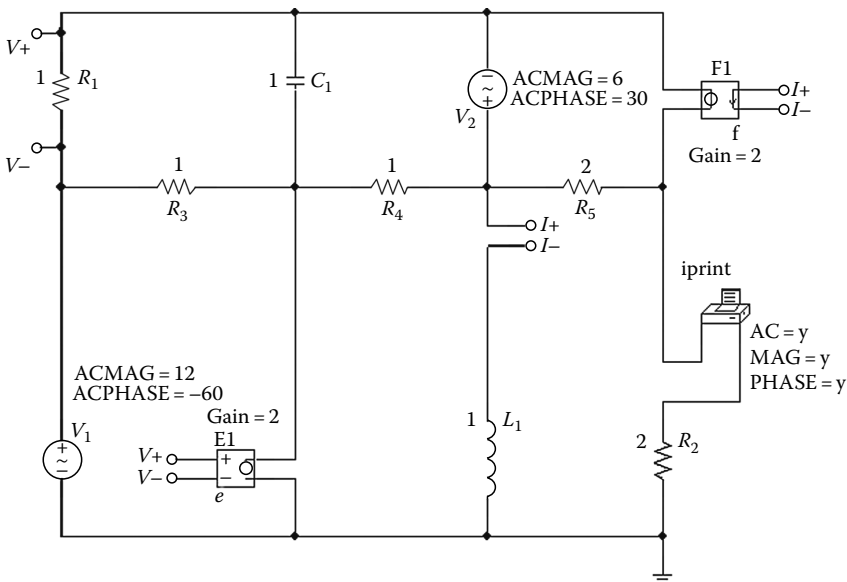 V+
1 R1
V−
1 C1
− ~ +
V2
ACMAG = 6
ACPHASE = 30
F1
I+
I−
f
Gain = 2
1
R3
1
R4
2
R5
I+
I−
iprint
AC = y
MAG = y
PHASE = y
ACMAG = 12
ACPHASE = −60
Gain = 2
V1
+ ~ −
E1
V+
V−
+
−
e
1 L1
2 R2